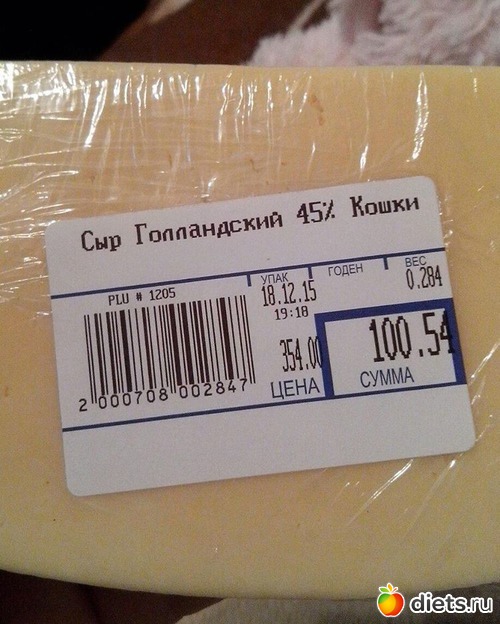 Сыр Голландский 45% Кошки
PLU # 1205
УПАК ГОДЕН ВЕС
18.12.15 0.284
19:18
354.00 100.54
ЦЕНА СУММА
2 000708 002847
diets.ru